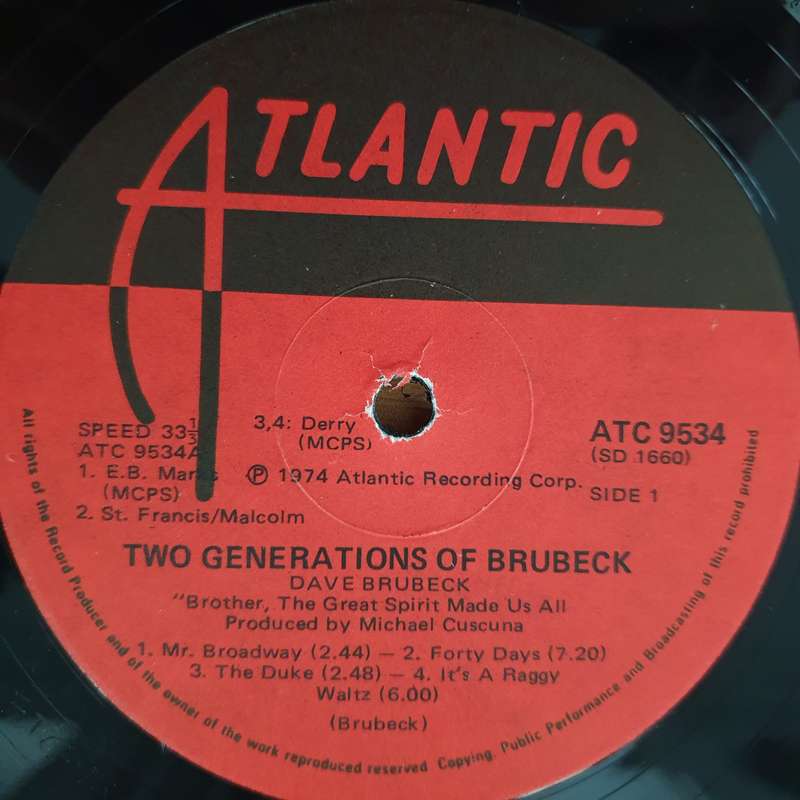 ATLANTIC
SPEED 33 1/3
ATC 9534A
1. E.B. Marks
(MCPS)
2. St. Francis/Malcolm
3,4: Derry
(MCPS)
Ⓟ 1974 Atlantic Recording Corp.
ATC 9534
(SD 1660)
SIDE 1
TWO GENERATIONS OF BRUBECK
DAVE BRUBECK
"Brother, The Great Spirit Made Us All
Produced by Michael Cuscuna
1. Mr. Broadway (2.44) — 2. Forty Days (7.20)
3. The Duke (2.48) — 4. It's A Raggy
Waltz (6.00)
(Brubeck)
All rights of the Record Producer and of the owner of the work reproduced reserved. Copying, Public Performance and Broadcasting of this record prohibited